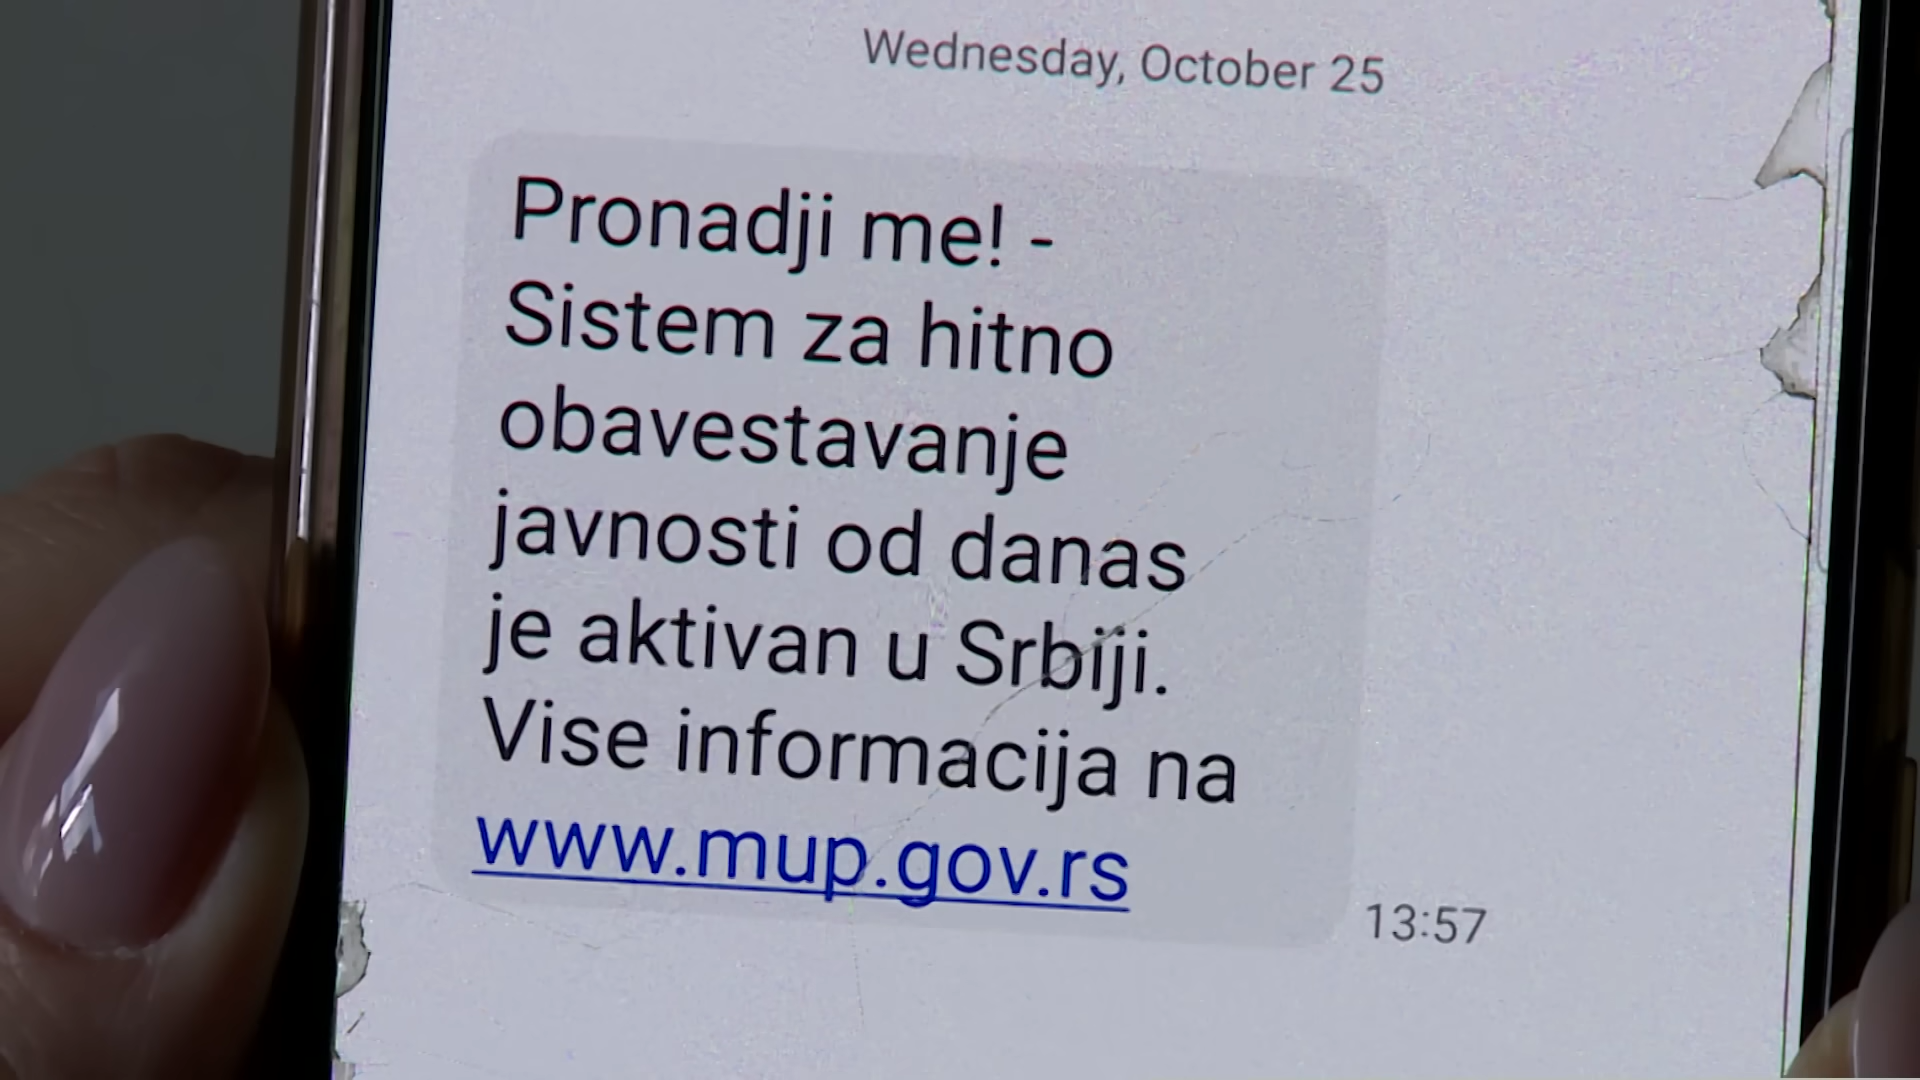 Wednesday, October 25
Pronadji me! -
Sistem za hitno
obavestavanje
javnosti od danas
je aktivan u Srbiji.
Vise informacija na
www.mup.gov.rs
13:57